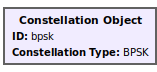 Constellation Object
ID: bpsk
Constellation Type: BPSK